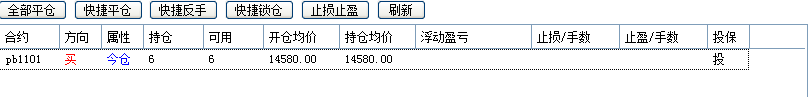 全部平仓 快捷平仓 快捷反手 快捷锁仓 止损止盈 刷新
合约 方向 属性 持仓 可用 开仓均价 持仓均价 浮动盈亏 止损/手数 止盈/手数 投保
pb1101 买 今仓 6 6 14580.00 14580.00 投